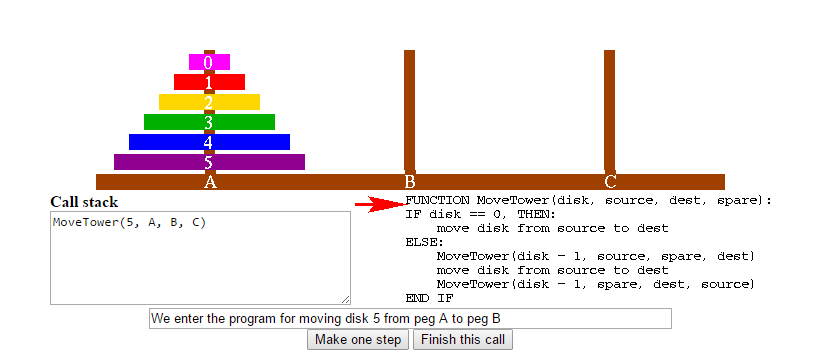 0
1
2
3
4
5
A B C
Call stack
MoveTower(5, A, B, C)
FUNCTION MoveTower(disk, source, dest, spare):
IF disk == 0, THEN:
    move disk from source to dest
ELSE:
    MoveTower(disk - 1, source, spare, dest)
    move disk from source to dest
    MoveTower(disk - 1, spare, dest, source)
END IF
We enter the program for moving disk 5 from peg A to peg B
Make one step Finish this call